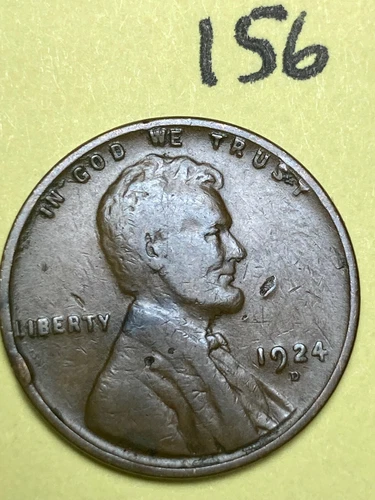 156
IN GOD WE TRUST
LIBERTY
1924
D